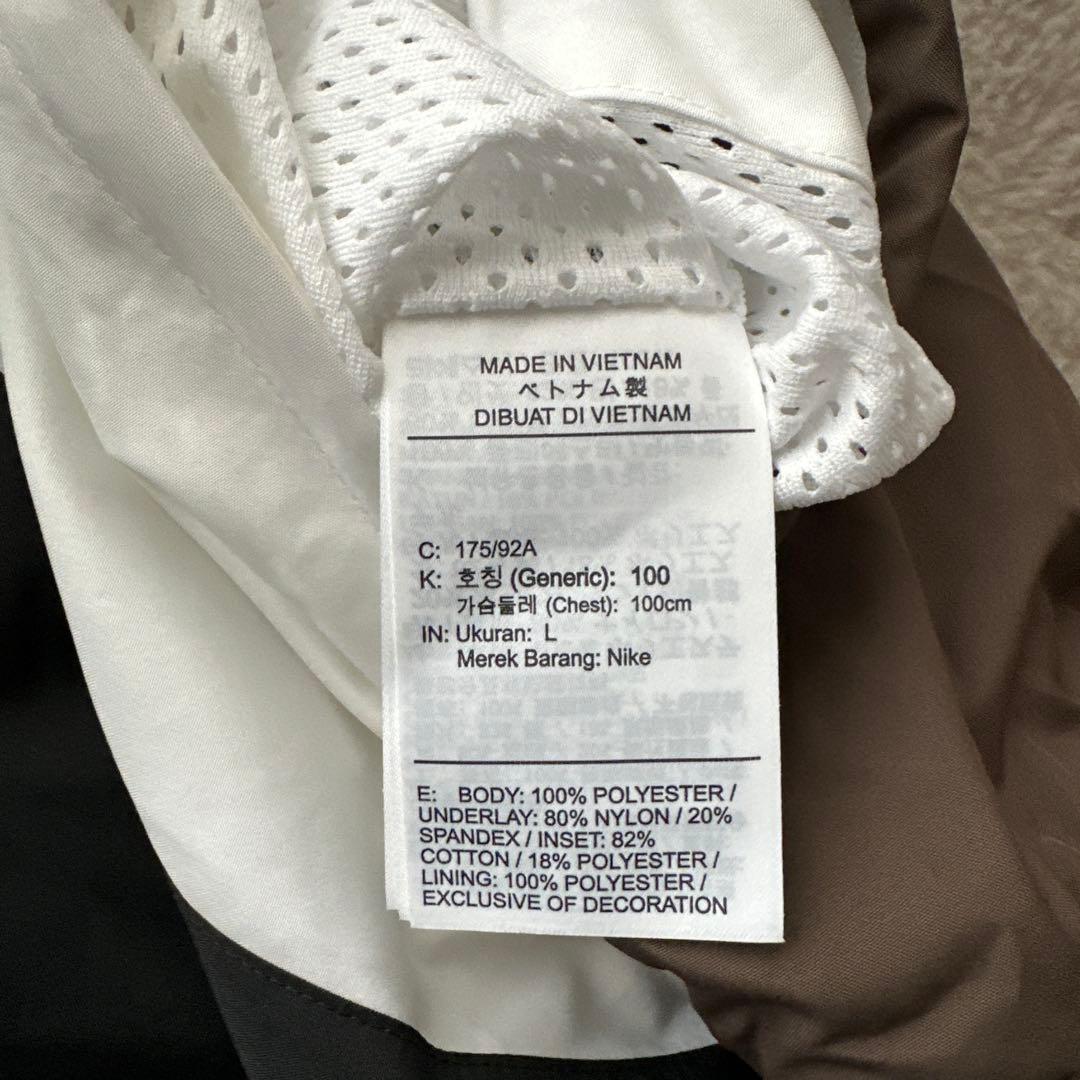 MADE IN VIETNAM
ベトナム製
DIBUAT DI VIETNAM
C: 175/92A
K: 호칭 (Generic): 100
가슴둘레 (Chest): 100cm
IN: Ukuran: L
Merek Barang: Nike
E: BODY: 100% POLYESTER /
UNDERLAY: 80% NYLON / 20%
SPANDEX / INSET: 82%
COTTON / 18% POLYESTER /
LINING: 100% POLYESTER /
EXCLUSIVE OF DECORATION